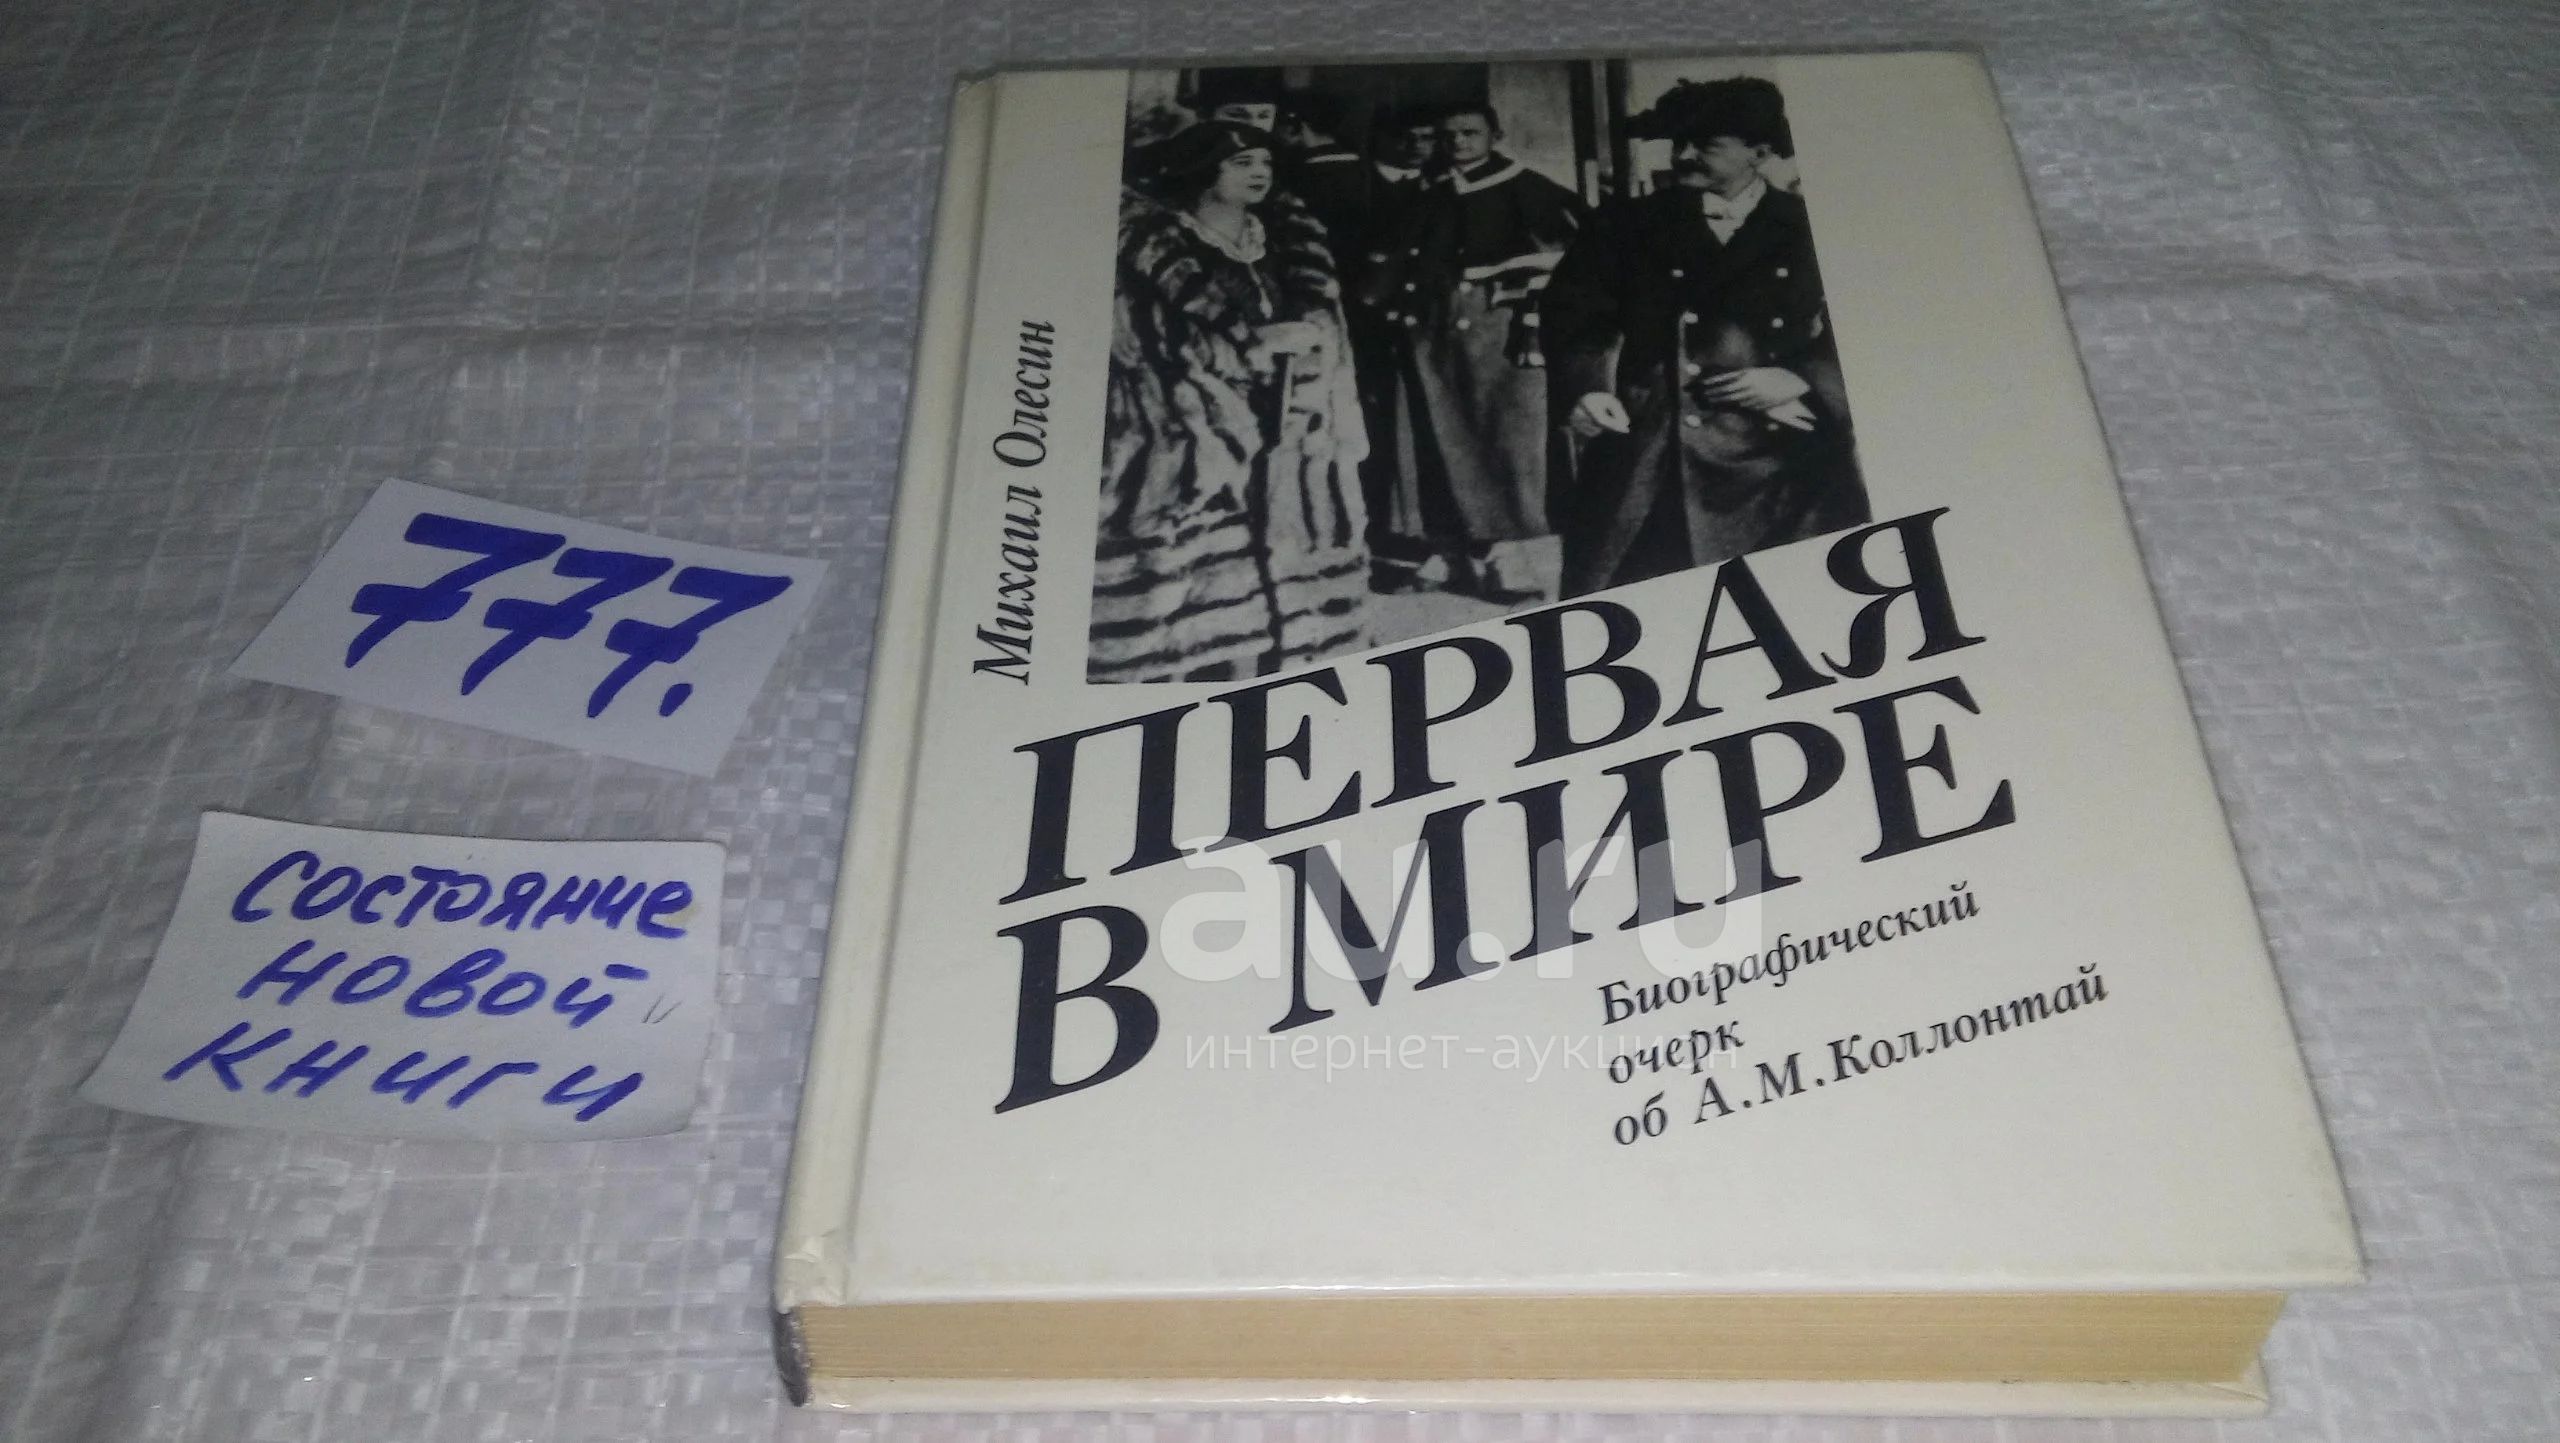 777.
состояние
новой
книги
Михаил Олесин
ПЕРВАЯ
В МИРЕ
Биографический
очерк
об А.М.Коллонтай
au.ru
интернет-аукцион